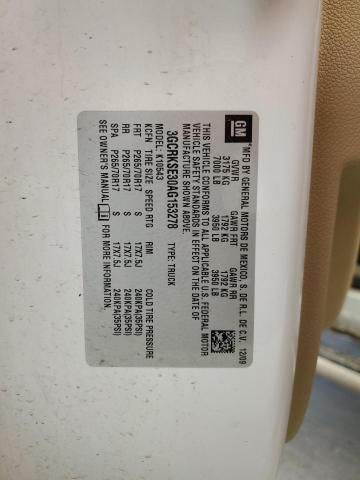 GM
MFD BY GENERAL MOTORS DE MEXICO, S. DE R.L. DE C.V. 12/09
GVWR GAWR FRT GAWR RR
3175 KG 1792 KG 1792 KG
7000 LB 3950 LB 3950 LB
THIS VEHICLE CONFORMS TO ALL APPLICABLE U.S. FEDERAL MOTOR
VEHICLE SAFETY STANDARDS IN EFFECT ON THE DATE OF
MANUFACTURE SHOWN ABOVE.
3GCRKSE30AG153278 TYPE: TRUCK
MODEL: K10543
KCFN TIRE SIZE SPEED RTG RIM COLD TIRE PRESSURE
FRT P265/70R17 S 17X7.5J 240KPA(35PSI)
RR P265/70R17 S 17X7.5J 240KPA(35PSI)
SPA P265/70R17 S 17X7.5J 240KPA(35PSI)
SEE OWNER'S MANUAL FOR MORE INFORMATION.